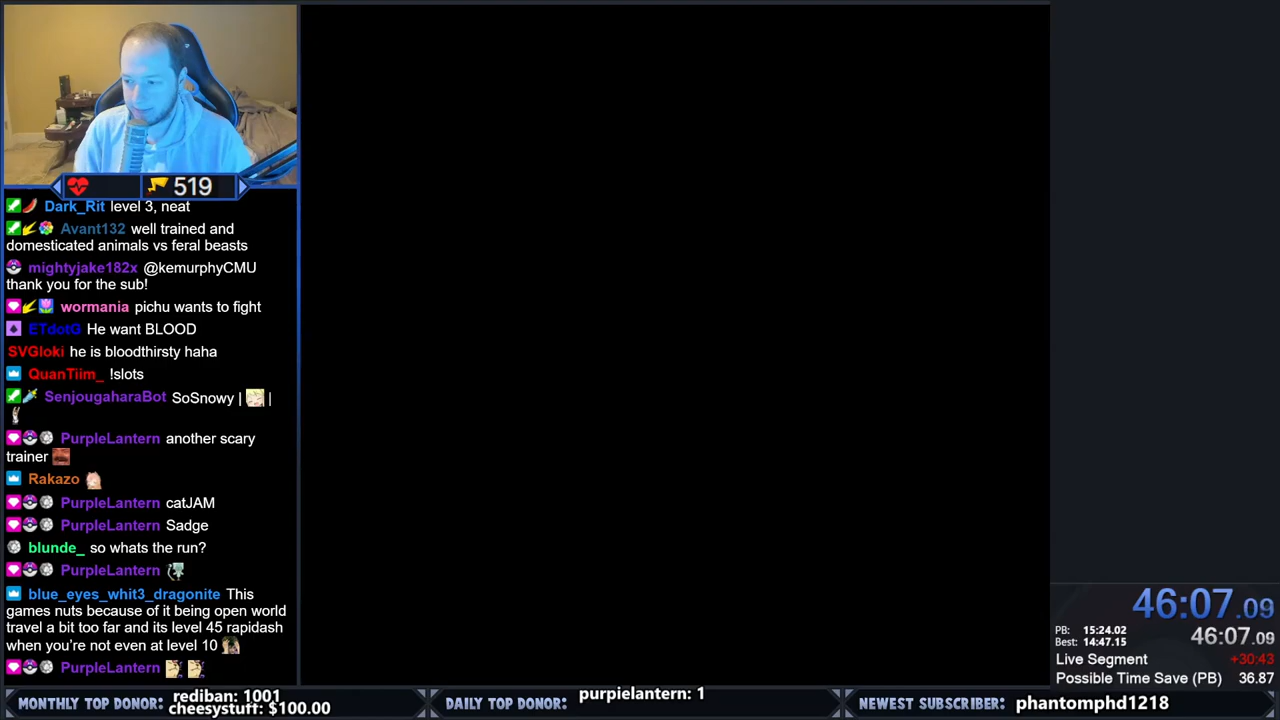 519
Dark_Rit level 3, neat
Avant132 well trained and
domesticated animals vs feral beasts
mightyjake182x @kemurphyCMU
thank you for the sub!
wormania pichu wants to fight
ETdotG He want BLOOD
SVGloki he is bloodthirsty haha
QuanTiim_ !slots
SenjougaharaBot SoSnowy | |
PurpleLantern another scary
trainer
Rakazo
PurpleLantern catJAM
PurpleLantern Sadge
blunde_ so whats the run?
PurpleLantern
blue_eyes_whit3_dragonite This
games nuts because of it being open world
travel a bit too far and its level 45 rapidash
when you're not even at level 10
PurpleLantern
46:07.09
PB: 15:24.02
Best: 14:47.15
46:07.09
Live Segment +30:43
Possible Time Save (PB) 36.87
MONTHLY TOP DONOR: rediban: 1001
cheesystuff: $100.00
DAILY TOP DONOR: purpielantern: 1
NEWEST SUBSCRIBER: phantomphd1218